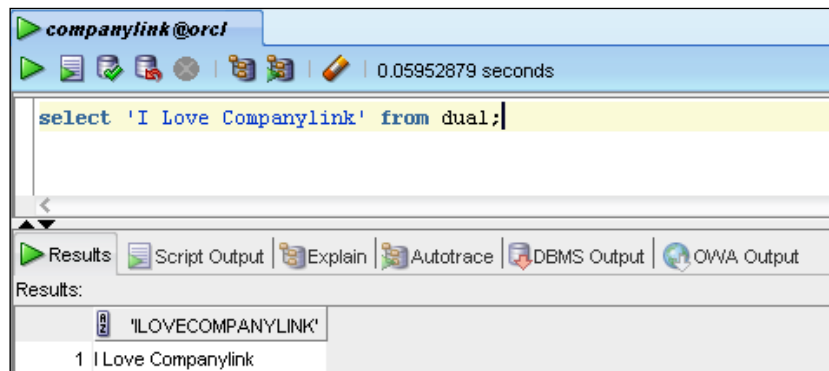 companylink@orcl
0.05952879 seconds
select 'I Love Companylink' from dual;
Results Script Output Explain Autotrace DBMS Output OWA Output
Results:
'ILOVECOMPANYLINK'
1 I Love Companylink